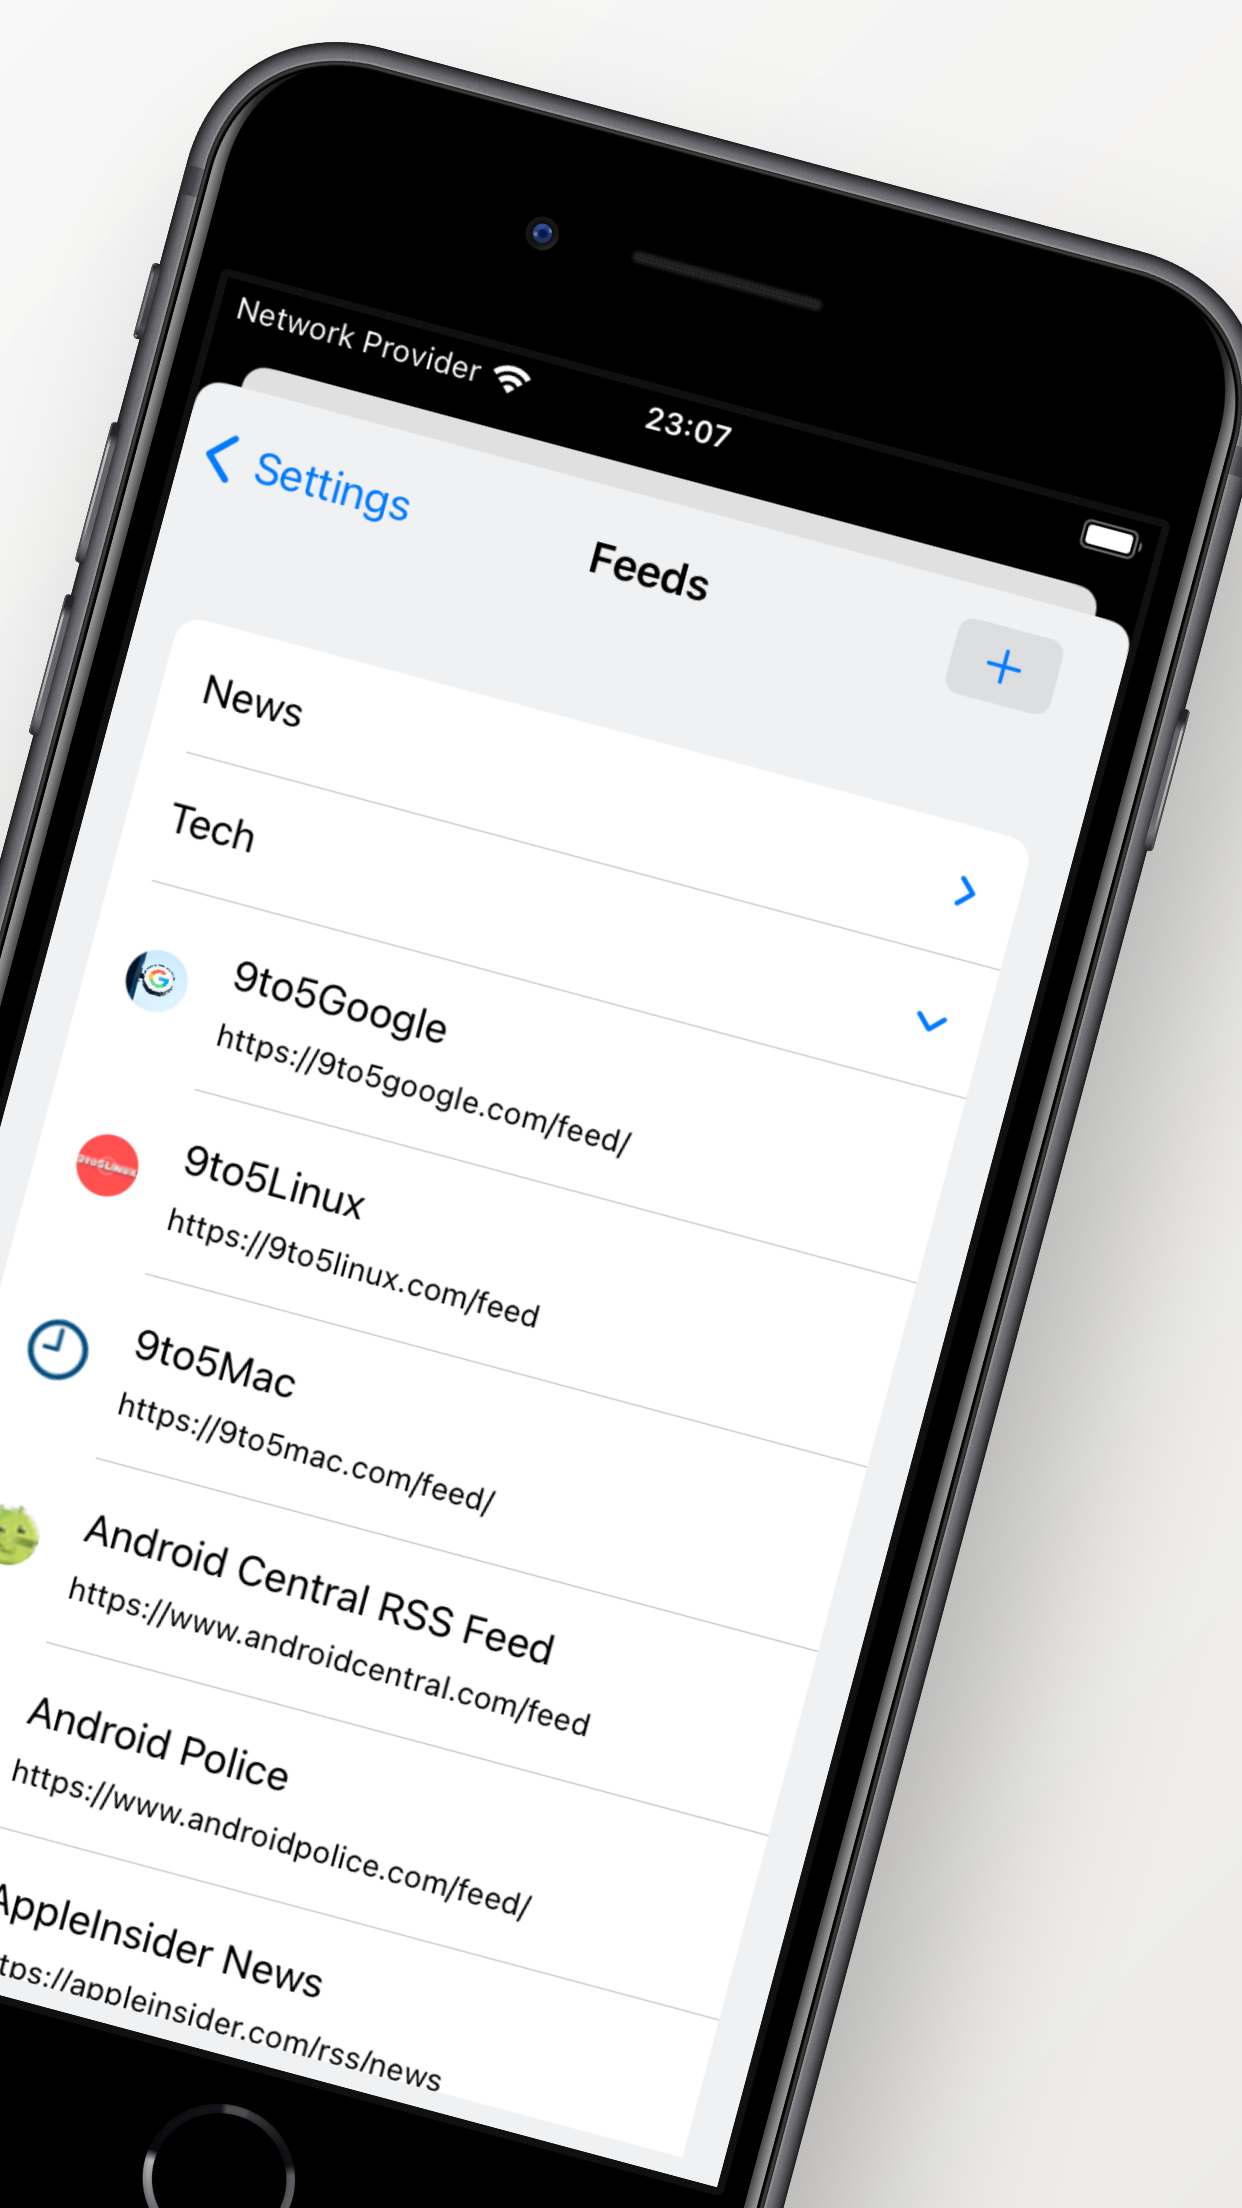 Network Provider
23:07
Settings
Feeds
News
Tech
9to5Google
https://9to5google.com/feed/
9TO5LINUX
9to5Linux
https://9to5linux.com/feed
9to5Mac
https://9to5mac.com/feed/
Android Central RSS Feed
https://www.androidcentral.com/feed
Android Police
https://www.androidpolice.com/feed/
AppleInsider News
tps://appleinsider.com/rss/news